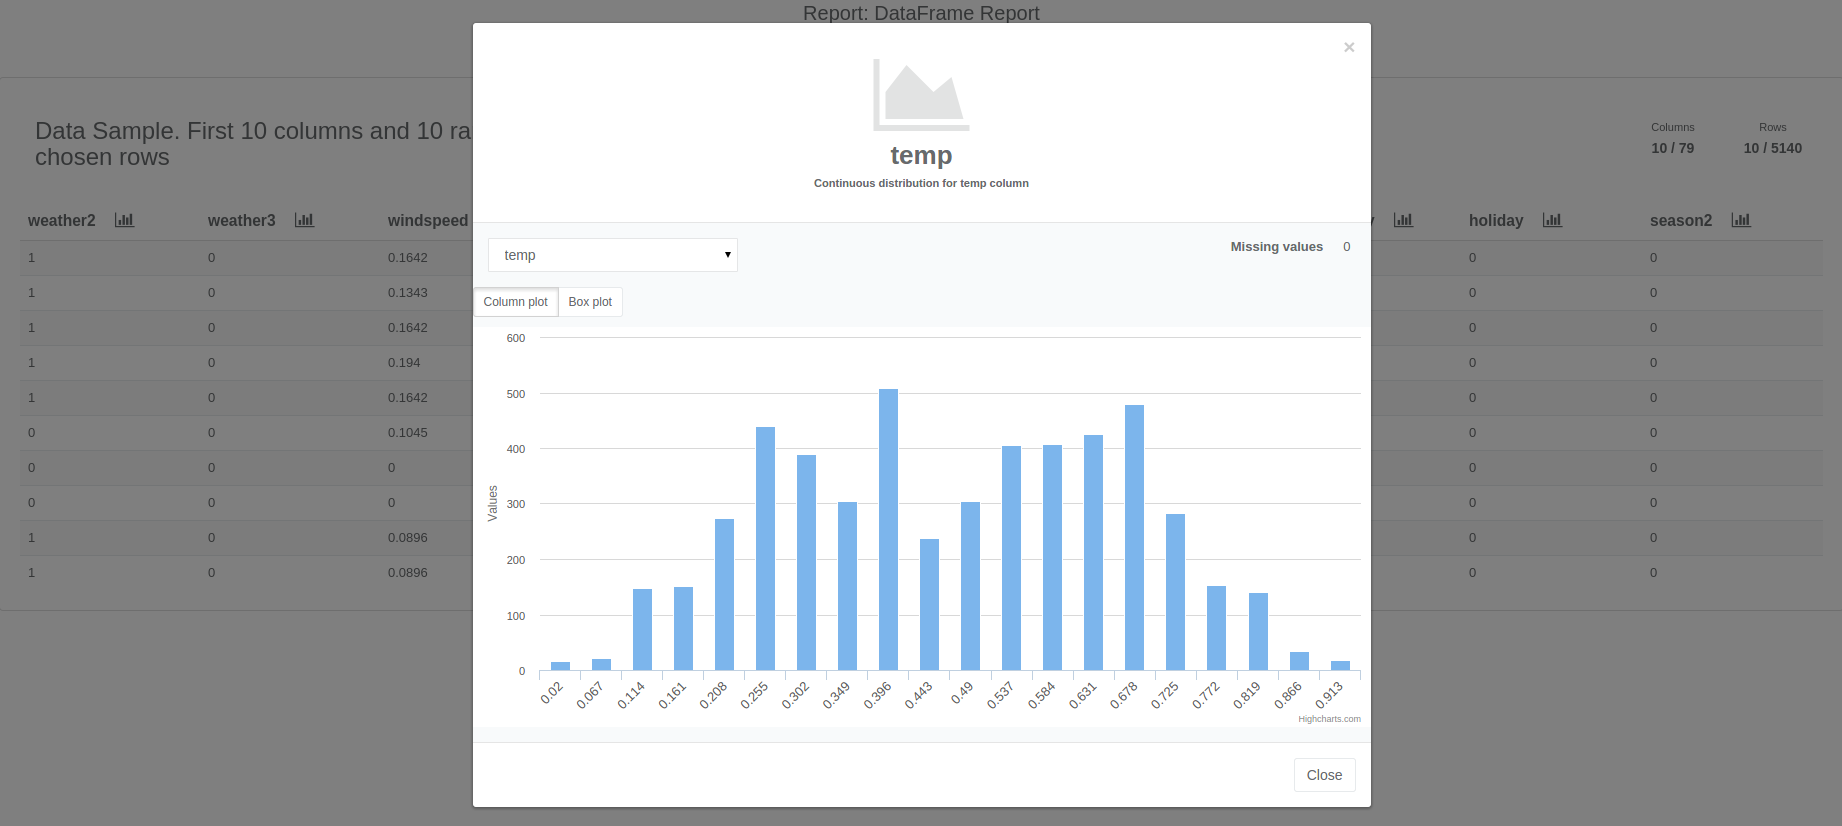 Report: DataFrame Report
×
temp
Continuous distribution for temp column
Data Sample. First 10 columns and 10 ra
chosen rows
Columns Rows
10 / 79 10 / 5140
weather2 weather3 windspeed holiday season2
1 0 0.1642 0 0
1 0 0.1343 0 0
1 0 0.1642 0 0
1 0 0.194 0 0
1 0 0.1642 0 0
0 0 0.1045 0 0
0 0 0 0 0
0 0 0 0 0
1 0 0.0896 0 0
1 0 0.0896 0 0
temp
Missing values 0
Column plot Box plot
600
500
400
300
200
100
0
Values
0.02 0.067 0.114 0.161 0.208 0.255 0.302 0.349 0.396 0.443 0.49 0.537 0.584 0.631 0.678 0.725 0.772 0.819 0.866 0.913
Highcharts.com
Close